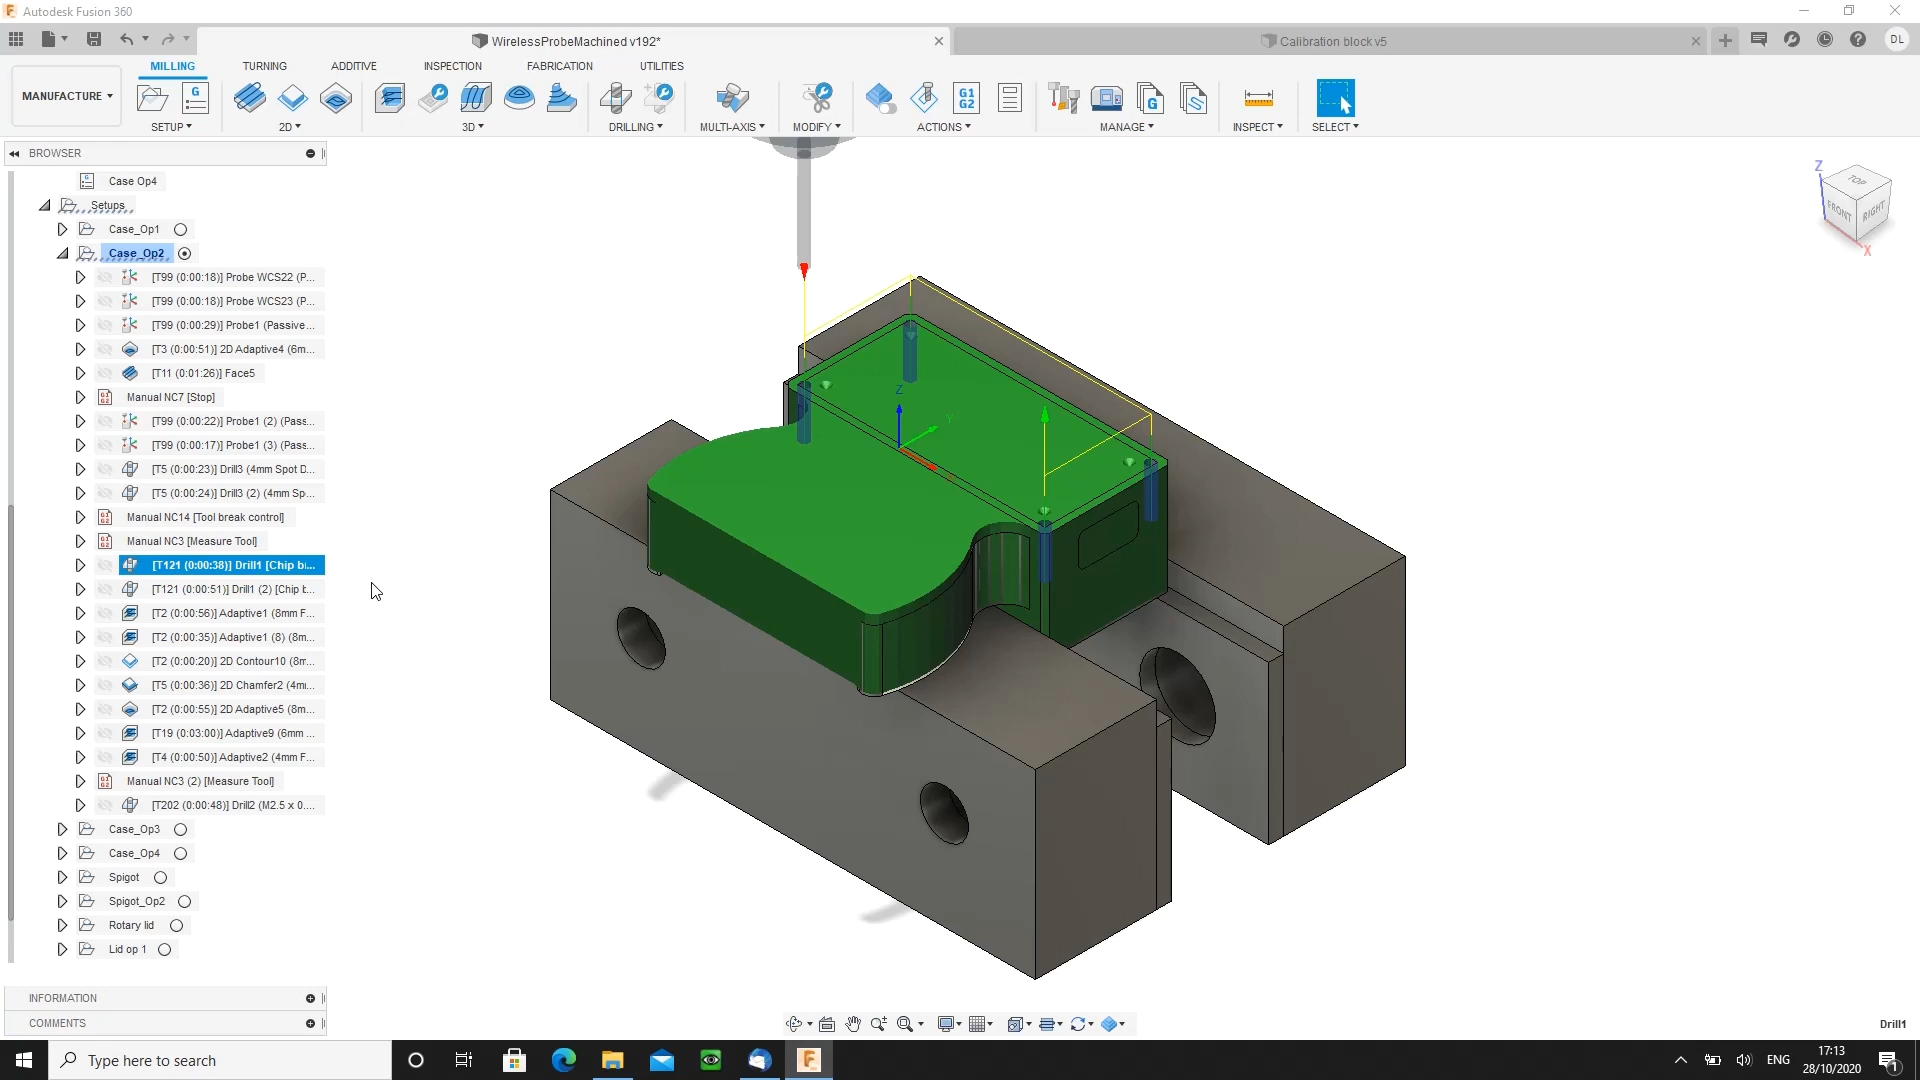 Autodesk Fusion 360
WirelessProbeMachined v192*
Calibration block v5
DL
MILLING TURNING ADDITIVE INSPECTION FABRICATION UTILITIES
MANUFACTURE
G
G1
G2
G
S
SETUP 2D 3D DRILLING MULTI-AXIS MODIFY ACTIONS MANAGE INSPECT SELECT
BROWSER
Case Op4
Setups
Case_Op1
Case_Op2
[T99 (0:00:18)] Probe WCS22 (P...
[T99 (0:00:18)] Probe WCS23 (P...
[T99 (0:00:29)] Probe1 (Passive...
[T3 (0:00:51)] 2D Adaptive4 (6m...
[T11 (0:01:26)] Face5
Manual NC7 [Stop]
[T99 (0:00:22)] Probe1 (2) (Pass...
[T99 (0:00:17)] Probe1 (3) (Pass...
[T5 (0:00:23)] Drill3 (4mm Spot D...
[T5 (0:00:24)] Drill3 (2) (4mm Sp...
Manual NC14 [Tool break control]
Manual NC3 [Measure Tool]
[T121 (0:00:38)] Drill1 [Chip b...
[T121 (0:00:51)] Drill1 (2) [Chip b...
[T2 (0:00:56)] Adaptive1 (8mm F...
[T2 (0:00:35)] Adaptive1 (8) (8m...
[T2 (0:00:20)] 2D Contour10 (8m...
[T5 (0:00:36)] 2D Chamfer2 (4m...
[T2 (0:00:55)] 2D Adaptive5 (8m...
[T19 (0:03:00)] Adaptive9 (6mm ...
[T4 (0:00:50)] Adaptive2 (4mm F...
Manual NC3 (2) [Measure Tool]
[T202 (0:00:48)] Drill2 (M2.5 x 0....
Case_Op3
Case_Op4
Spigot
Spigot_Op2
Rotary lid
Lid op 1
INFORMATION
COMMENTS
Z
TOP
FRONT
RIGHT
X
Z
Y
Drill1
Type here to search
ENG
17:13
28/10/2020
1